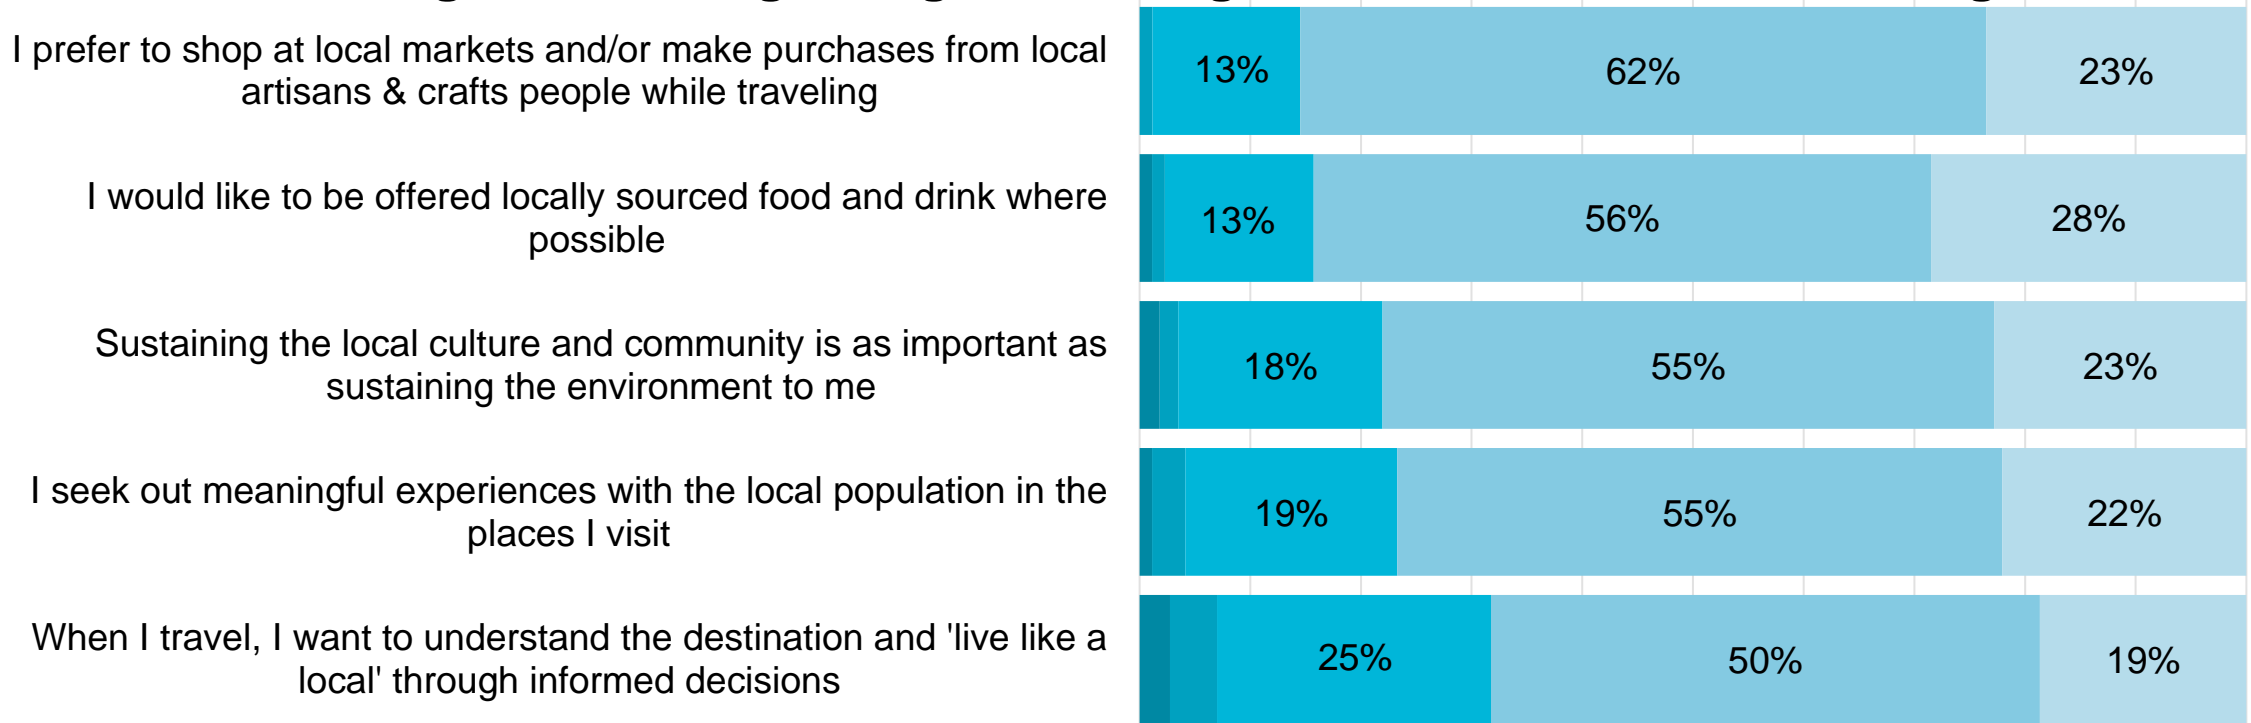 I prefer to shop at local markets and/or make purchases from local
artisans & crafts people while traveling
13%
62%
23%
I would like to be offered locally sourced food and drink where
possible
13%
56%
28%
Sustaining the local culture and community is as important as
sustaining the environment to me
18%
55%
23%
I seek out meaningful experiences with the local population in the
places I visit
19%
55%
22%
When I travel, I want to understand the destination and 'live like a
local' through informed decisions
25%
50%
19%